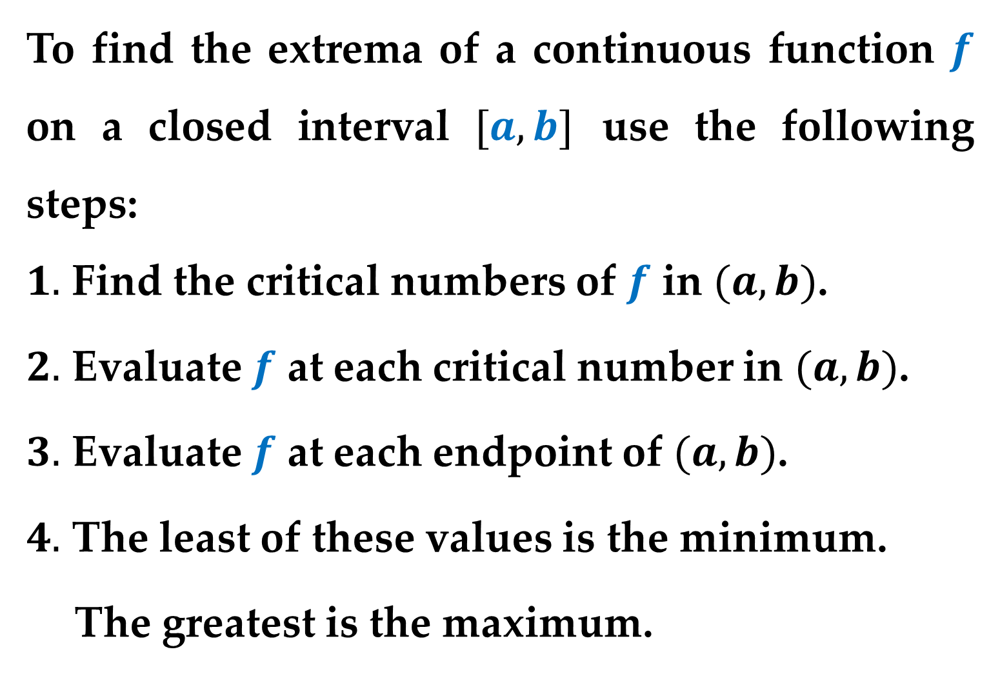 To find the extrema of a continuous function f
on a closed interval [a, b] use the following
steps:
1. Find the critical numbers of f in (a, b).
2. Evaluate f at each critical number in (a, b).
3. Evaluate f at each endpoint of (a, b).
4. The least of these values is the minimum.
The greatest is the maximum.